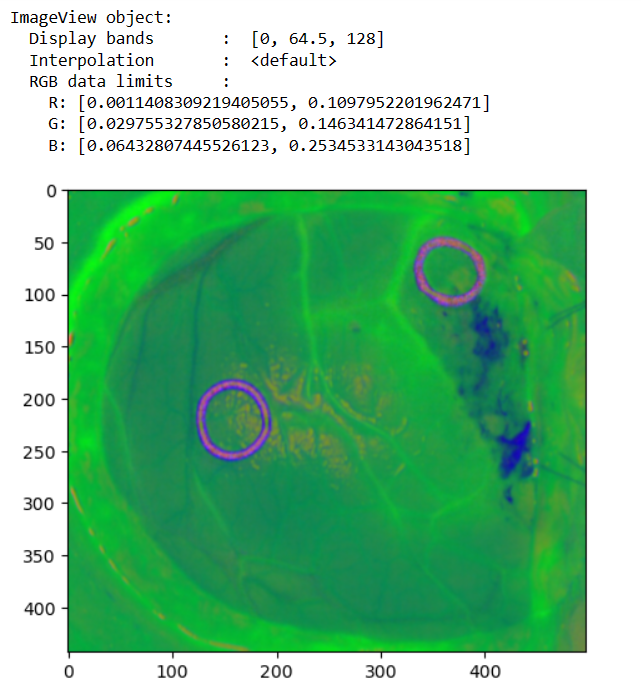 ImageView object:
Display bands : [0, 64.5, 128]
Interpolation : <default>
RGB data limits :
R: [0.0011408309219405055, 0.1097952201962471]
G: [0.029755327850580215, 0.146341472864151]
B: [0.06432807445526123, 0.2534533143043518]
0
50
100
150
200
250
300
350
400
0 100 200 300 400